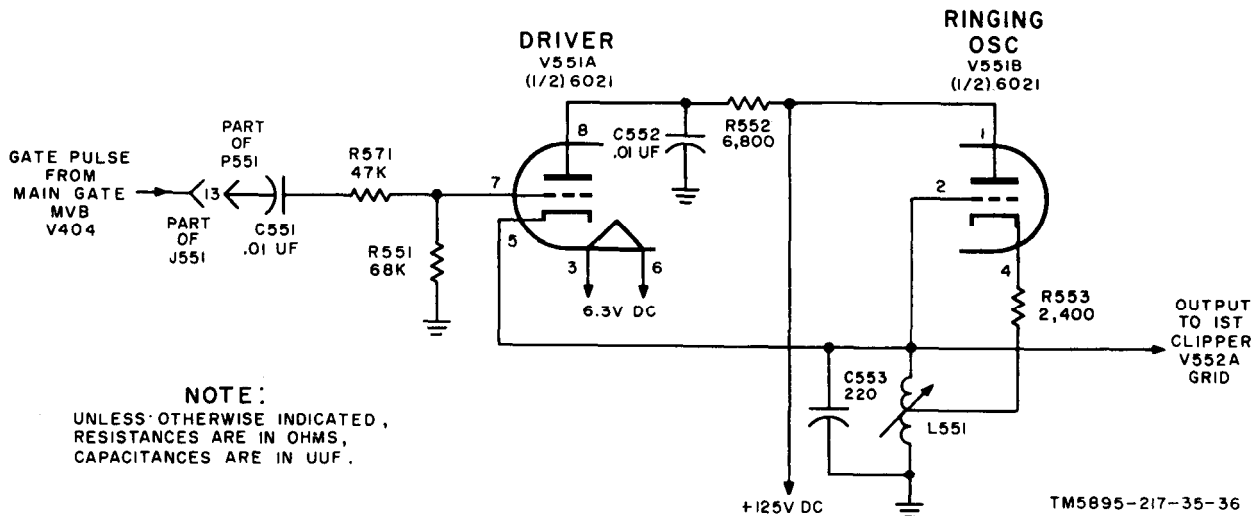 DRIVER
V551A
(1/2) 6021
RINGING
OSC
V551B
(1/2) 6021
GATE PULSE
FROM
MAIN GATE
MVB
V404
PART
OF
P551
13
PART
OF
J551
C551
.01 UF
R571
47K
R551
68K
7
8
5
3
6
6.3V DC
C552
.01 UF
R552
6,800
1
2
4
R553
2,400
C553
220
L551
OUTPUT
TO 1ST
CLIPPER
V552A
GRID
+125V DC
NOTE:
UNLESS OTHERWISE INDICATED,
RESISTANCES ARE IN OHMS,
CAPACITANCES ARE IN UUF.
TM5895-217-35-36